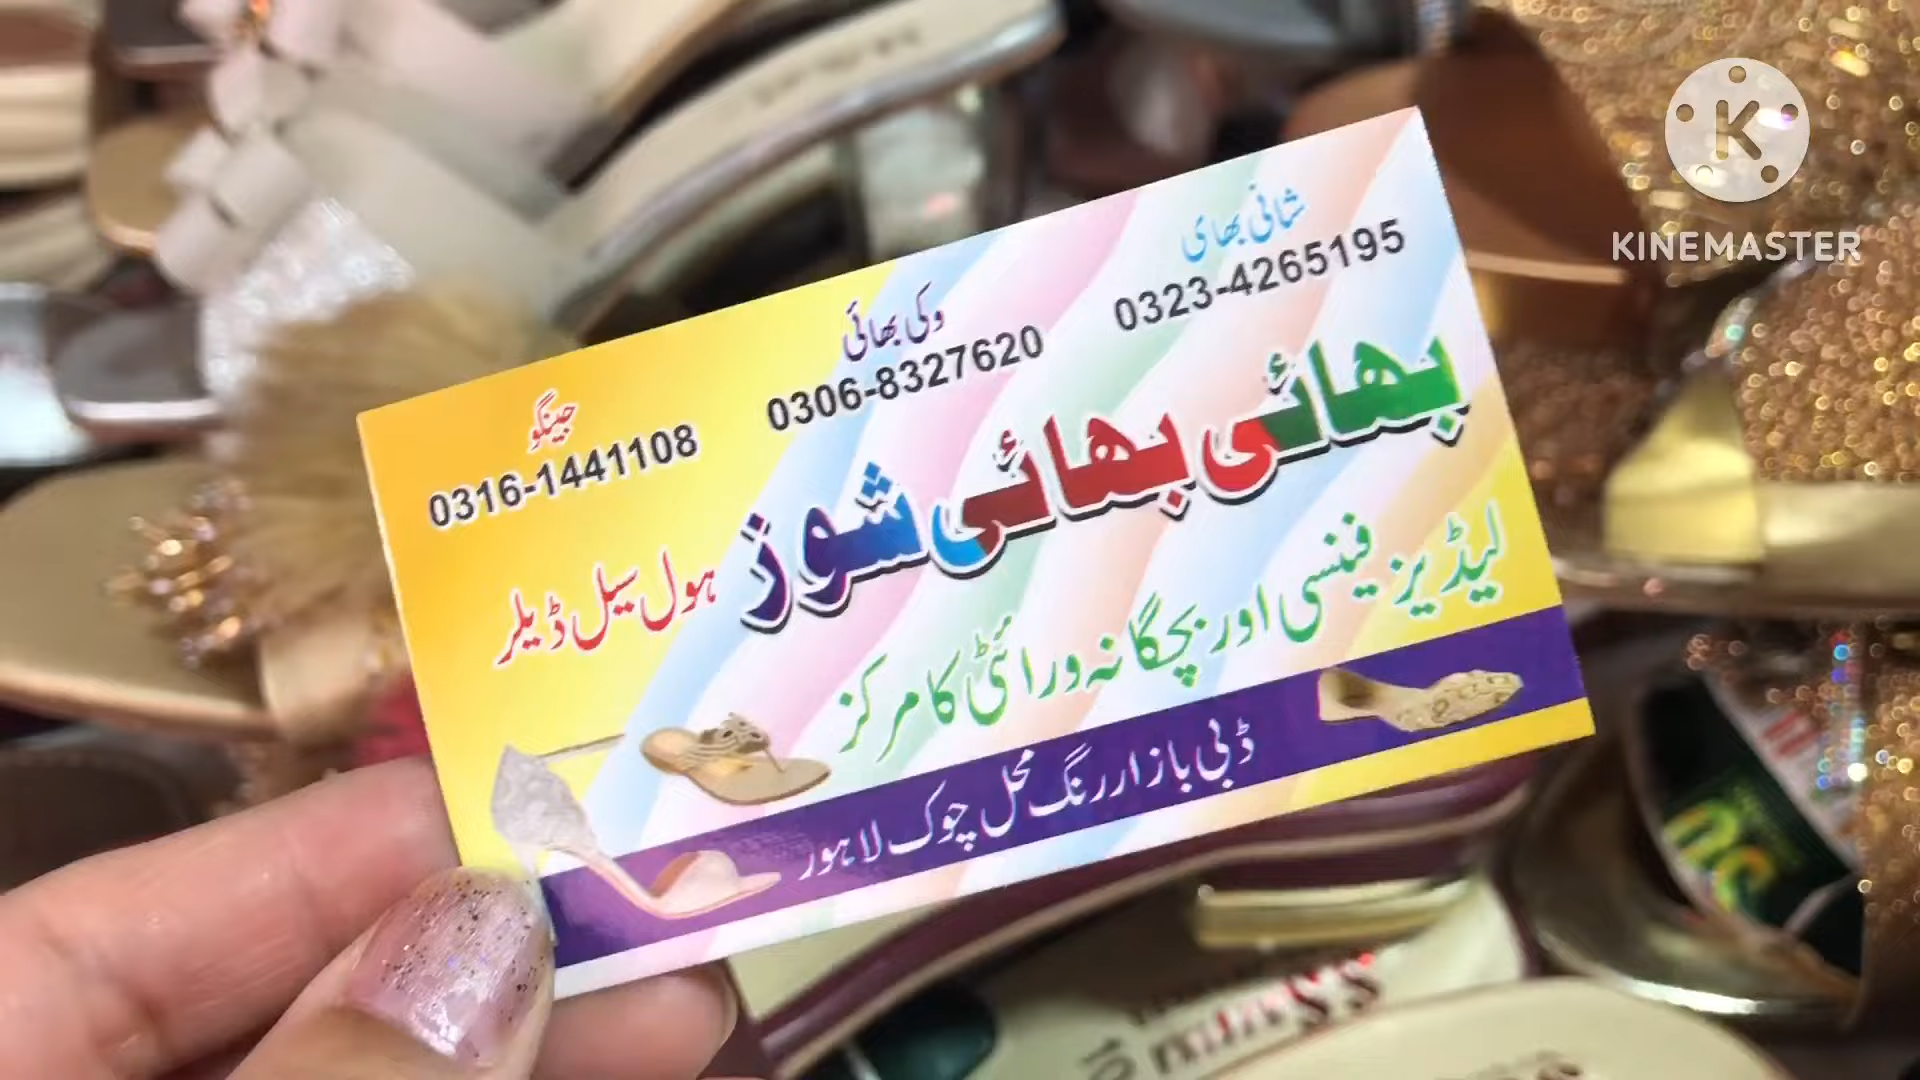 شانی بھای
0323-4265195
وکی بھائی
0306-8327620
جینگو
0316-1441108
بھائی بھائی شوز
ہول سیل ڈیلر
لیڈیز فینسی اور بچگانہ ورائٹی کا مرکز
ڈبی بازار رنگ محل چوک لاہور
K
KINEMASTER